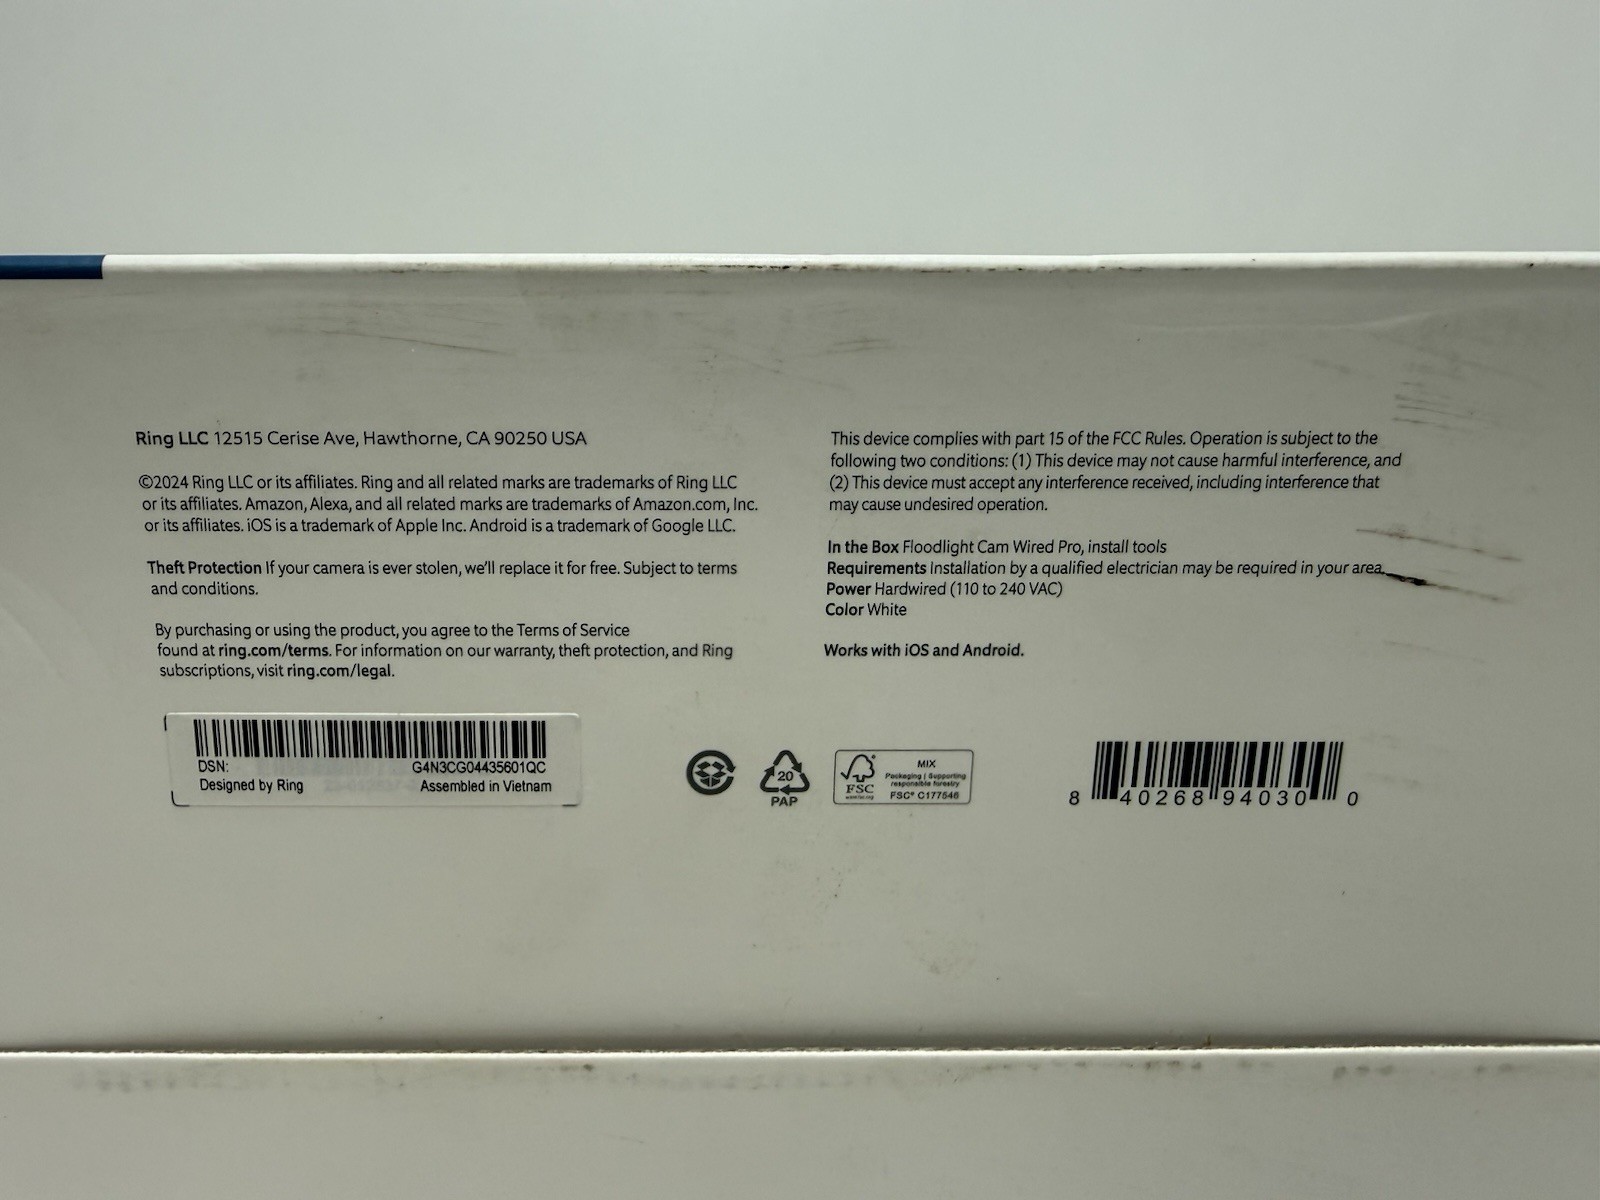 Ring LLC 12515 Cerise Ave, Hawthorne, CA 90250 USA
©2024 Ring LLC or its affiliates. Ring and all related marks are trademarks of Ring LLC
or its affiliates. Amazon, Alexa, and all related marks are trademarks of Amazon.com, Inc.
or its affiliates. iOS is a trademark of Apple Inc. Android is a trademark of Google LLC.
Theft Protection If your camera is ever stolen, we'll replace it for free. Subject to terms
and conditions.
By purchasing or using the product, you agree to the Terms of Service
found at ring.com/terms. For information on our warranty, theft protection, and Ring
subscriptions, visit ring.com/legal.
DSN: G4N3CG04435601QC
Designed by Ring Assembled in Vietnam
This device complies with part 15 of the FCC Rules. Operation is subject to the
following two conditions: (1) This device may not cause harmful interference, and
(2) This device must accept any interference received, including interference that
may cause undesired operation.
In the Box Floodlight Cam Wired Pro, install tools
Requirements Installation by a qualified electrician may be required in your area.
Power Hardwired (110 to 240 VAC)
Color White
Works with iOS and Android.
20
PAP
FSC
MIX
Packaging | Supporting
responsible forestry
FSC® C177546
8 40268 94030 0